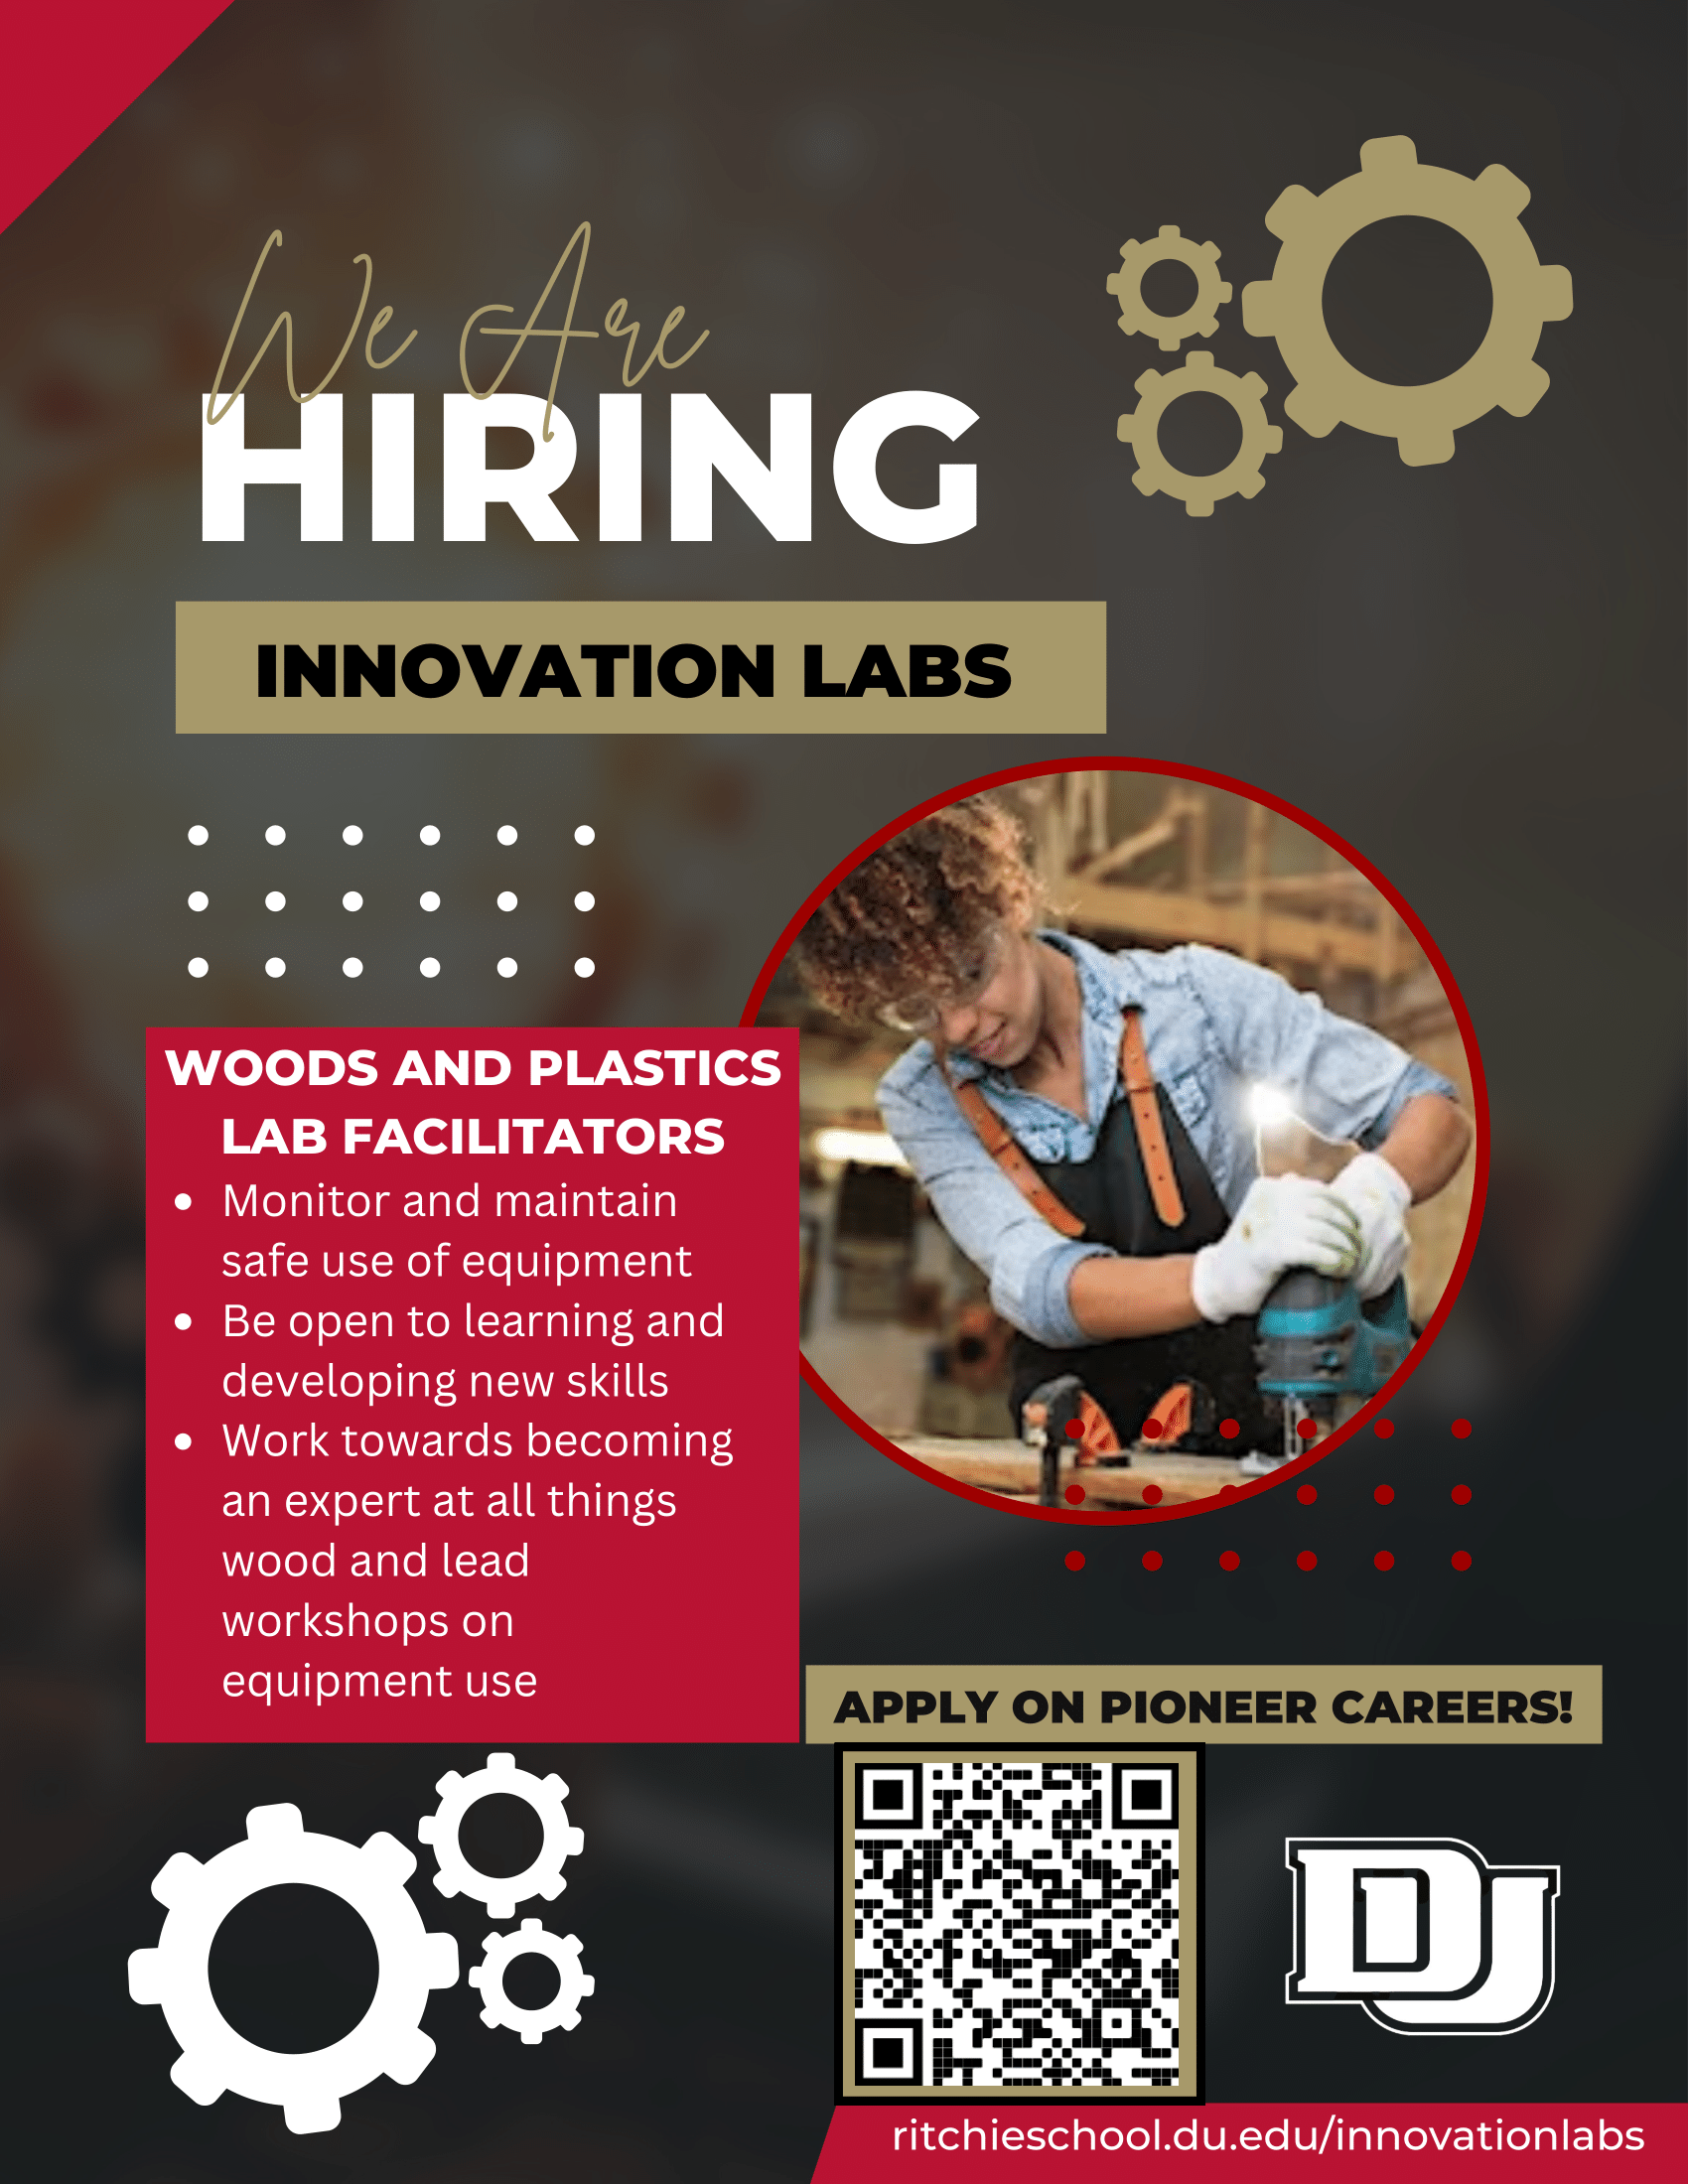 We Are
HIRING
INNOVATION LABS
WOODS AND PLASTICS
LAB FACILITATORS
• Monitor and maintain
safe use of equipment
• Be open to learning and
developing new skills
• Work towards becoming
an expert at all things
wood and lead
workshops on
equipment use
APPLY ON PIONEER CAREERS!
DU
ritchieschool.du.edu/innovationlabs